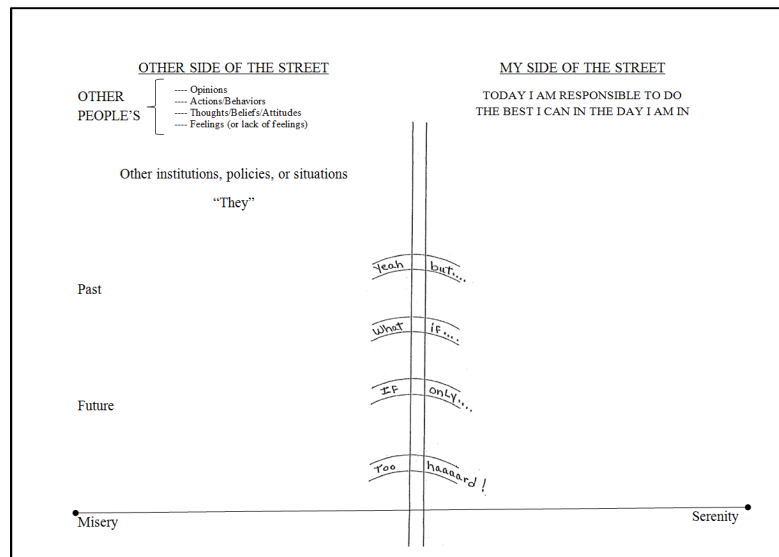 OTHER SIDE OF THE STREET
OTHER PEOPLE'S
---- Opinions
---- Actions/Behaviors
---- Thoughts/Beliefs/Attitudes
---- Feelings (or lack of feelings)
Other institutions, policies, or situations
“They”
MY SIDE OF THE STREET
TODAY I AM RESPONSIBLE TO DO
THE BEST I CAN IN THE DAY I AM IN
Yeah but....
Past
What if....
IF only....
Future
Too haaaard!
Misery
Serenity